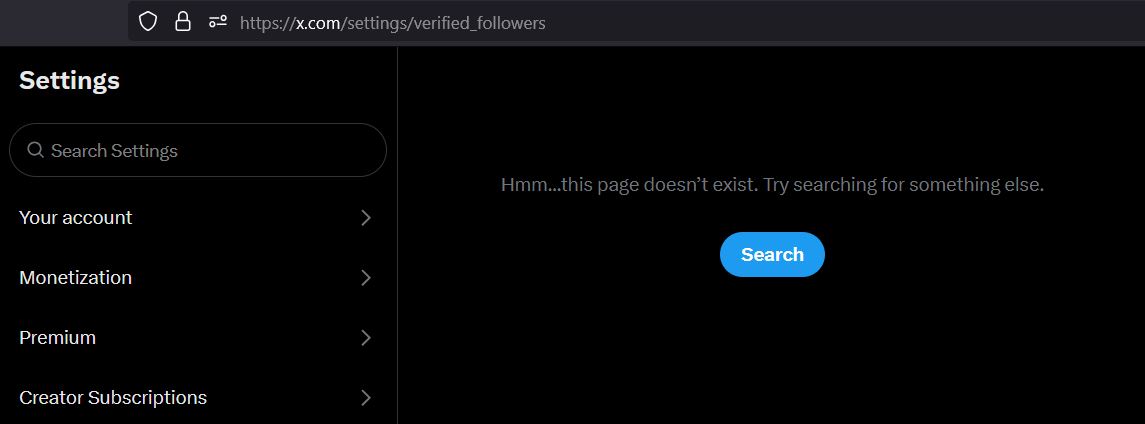 https://x.com/settings/verified_followers
Settings
Search Settings
Your account
Monetization
Premium
Creator Subscriptions
Hmm...this page doesn’t exist. Try searching for something else.
Search